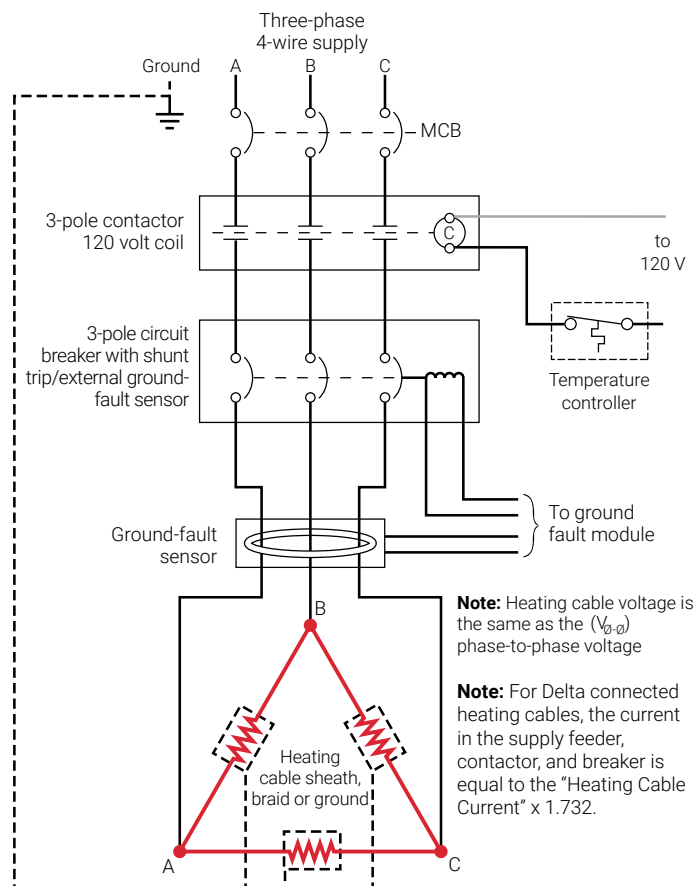 Three-phase
4-wire supply
Ground
A
B
C
MCB
3-pole contactor
120 volt coil
C
to
120 V
3-pole circuit
breaker with shunt
trip/external ground-
fault sensor
Temperature
controller
To ground
fault module
Ground-fault
sensor
B
Note: Heating cable voltage is
the same as the (VØ-Ø)
phase-to-phase voltage
Note: For Delta connected
heating cables, the current
in the supply feeder,
contactor, and breaker is
equal to the “Heating Cable
Current” x 1.732.
Heating
cable sheath,
braid or ground
A
C